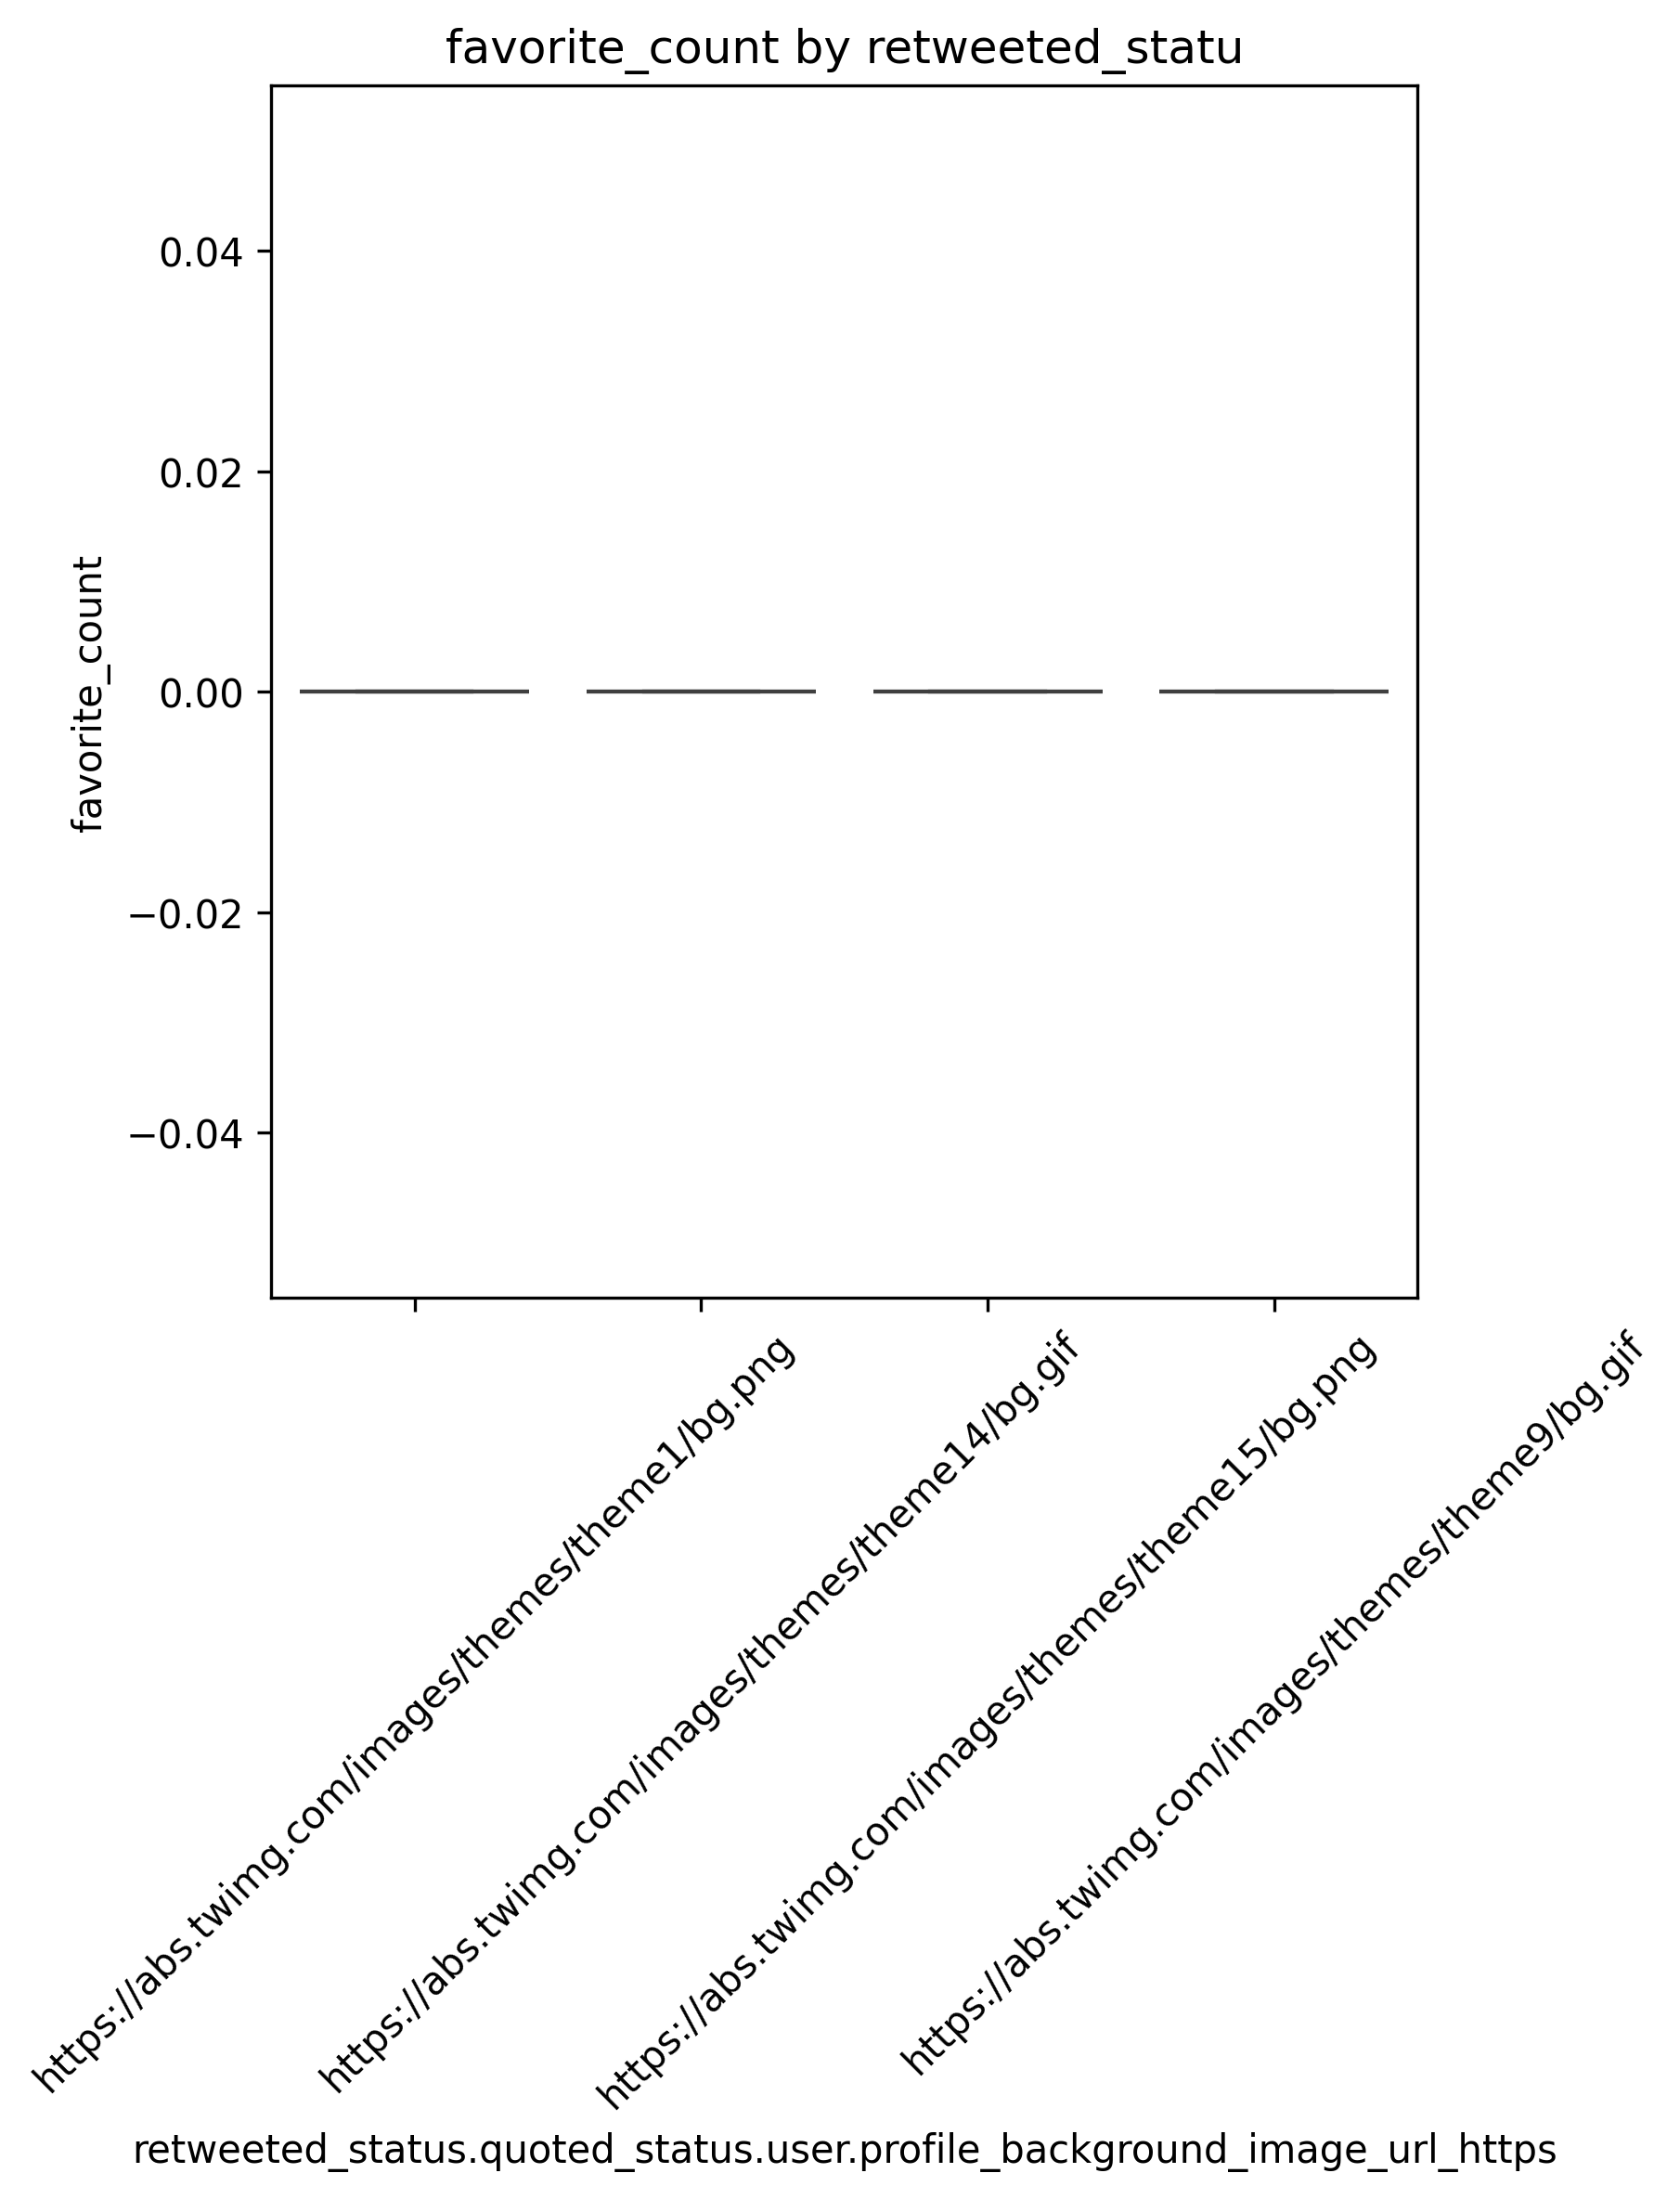 favorite_count by retweeted_statu
favorite_count
0.04
0.02
0.00
−0.02
−0.04
https://abs.twimg.com/images/themes/theme1/bg.png
https://abs.twimg.com/images/themes/theme14/bg.gif
https://abs.twimg.com/images/themes/theme15/bg.png
https://abs.twimg.com/images/themes/theme9/bg.gif
retweeted_status.quoted_status.user.profile_background_image_url_https